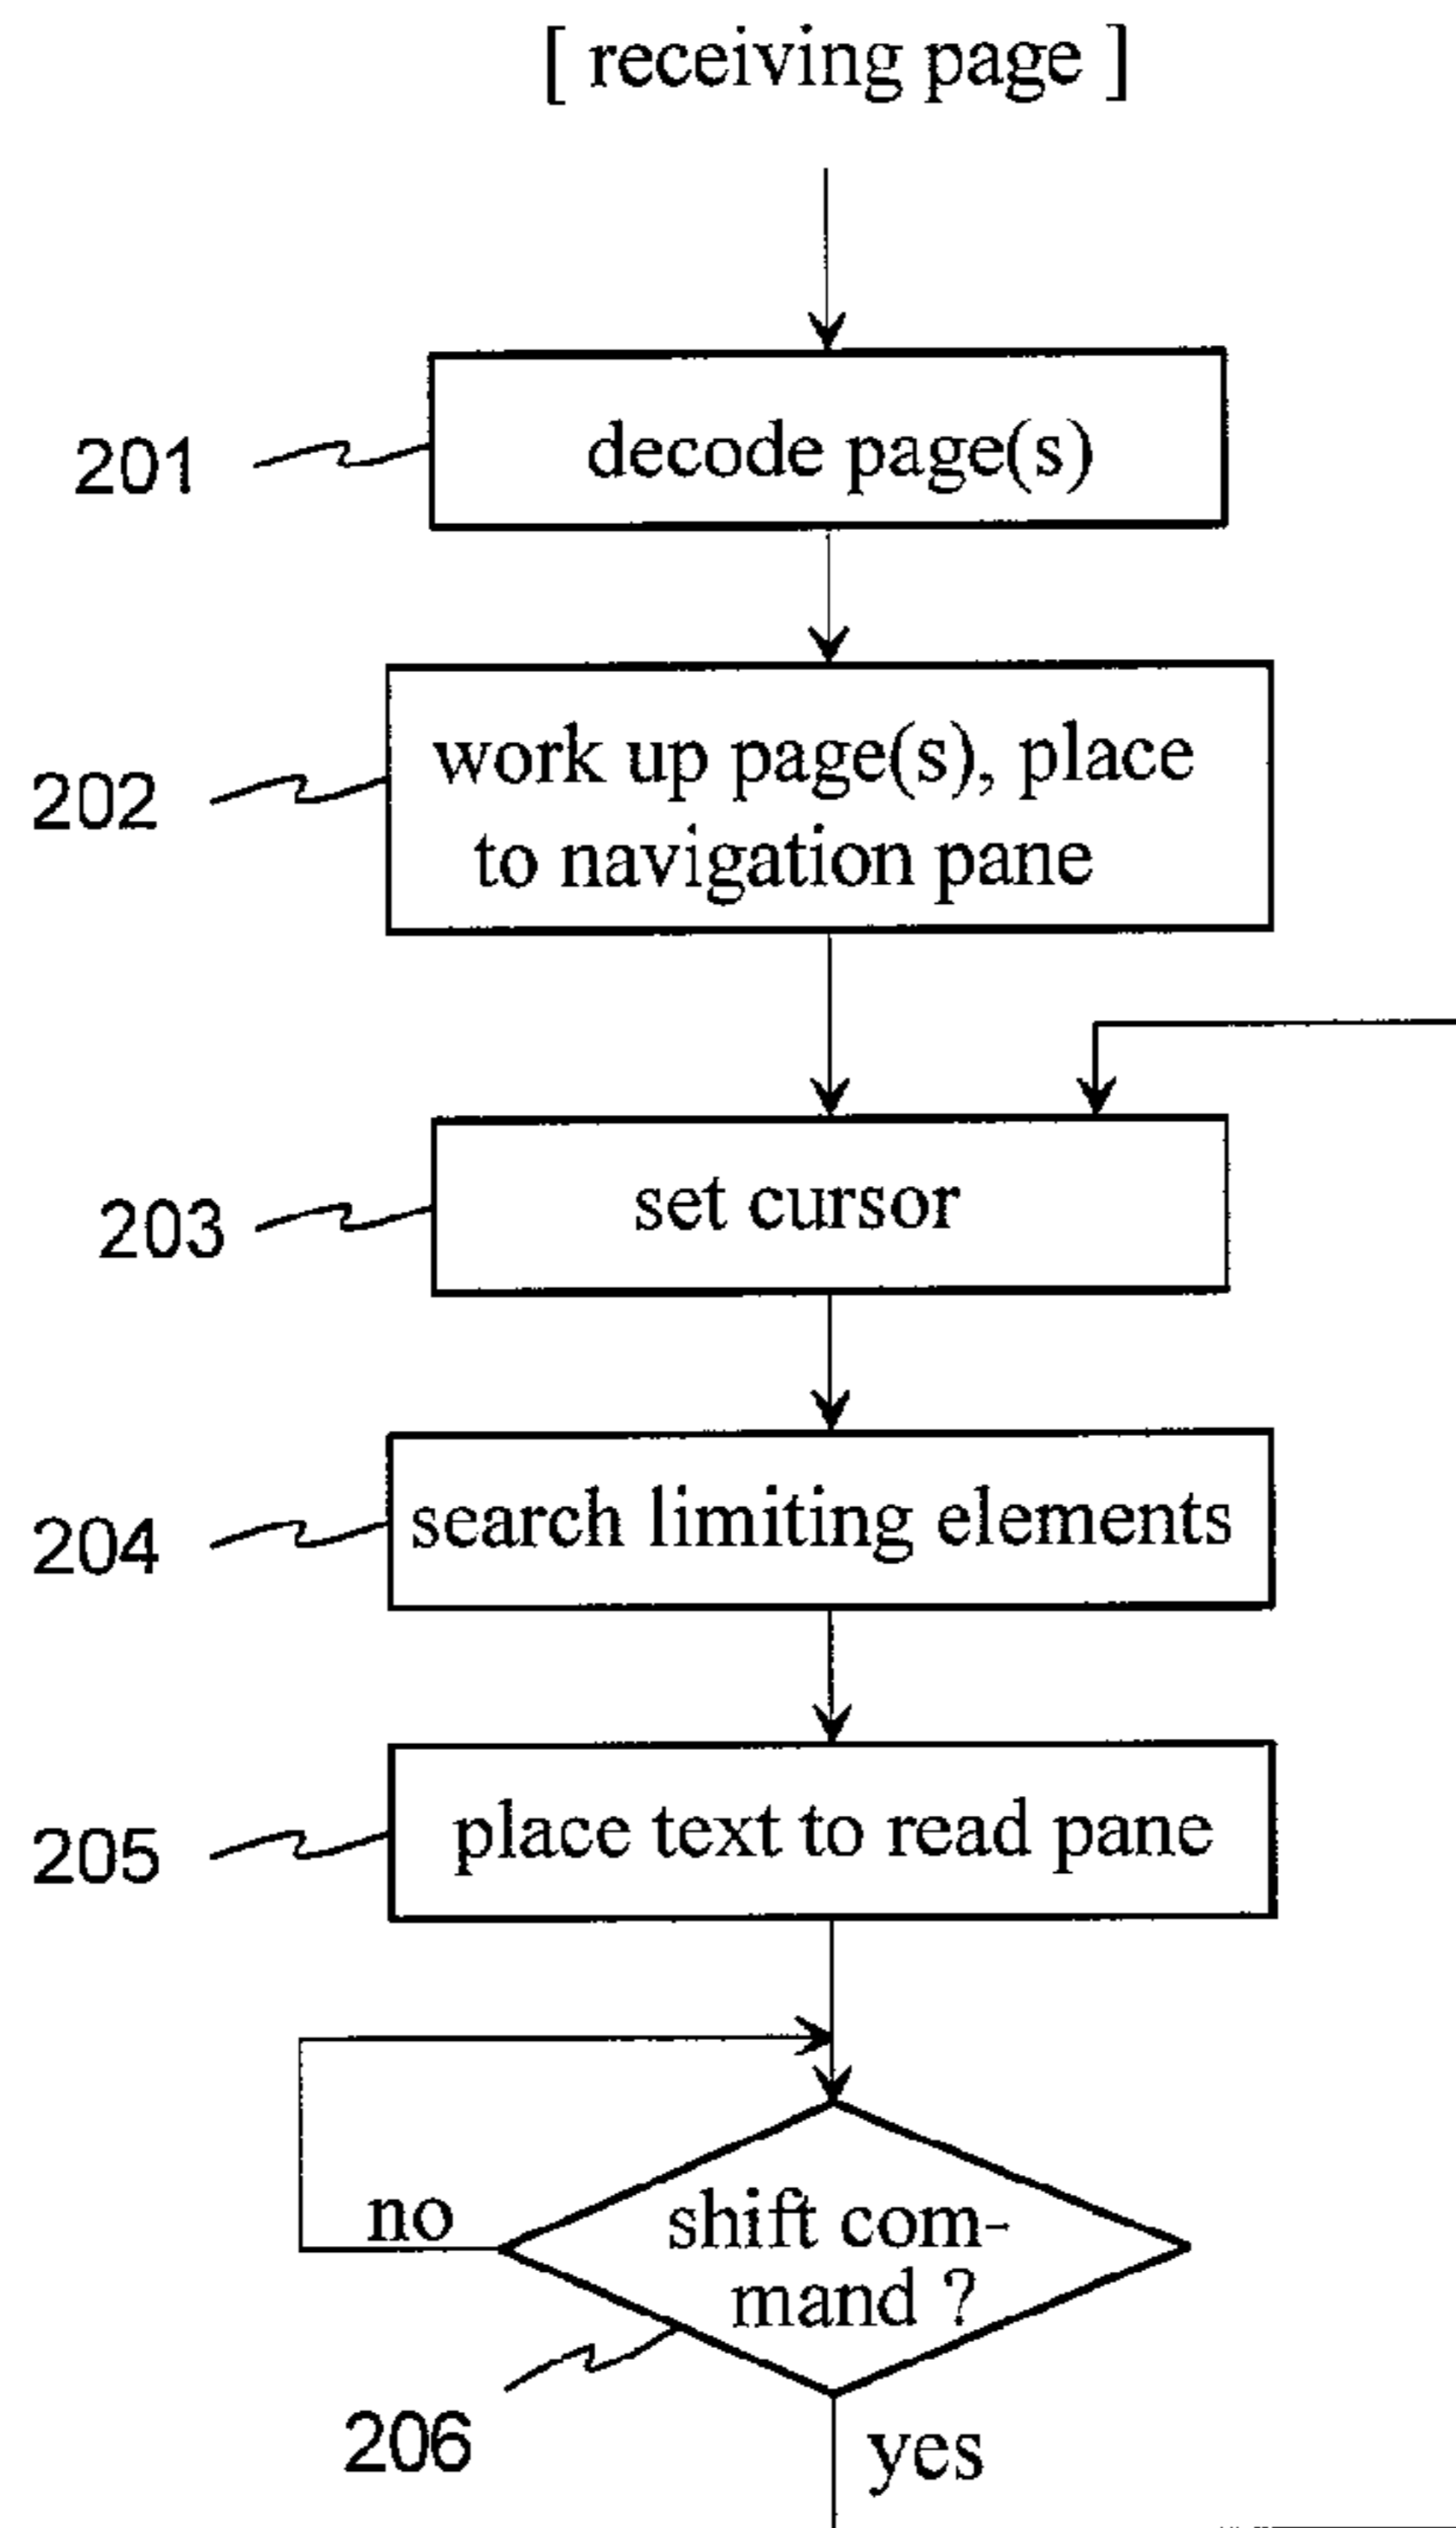 [ receiving page ]
201
decode page(s)
202
work up page(s), place
to navigation pane
203
set cursor
204
search limiting elements
205
place text to read pane
no
shift com-
mand ?
206
yes